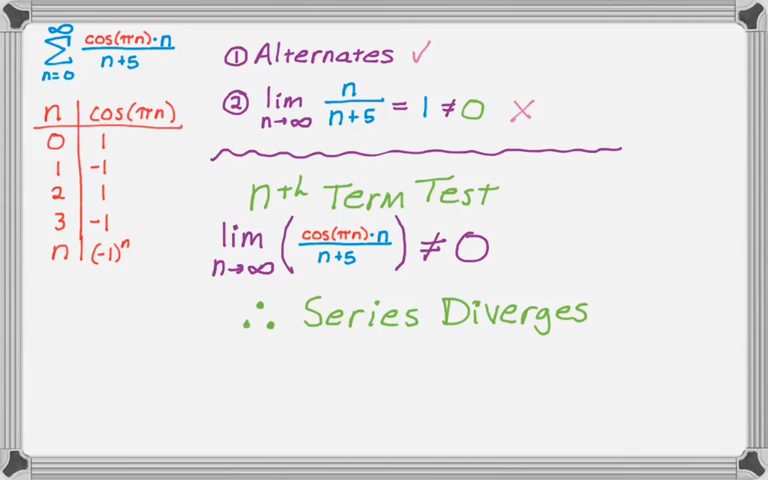 ∞
∑ cos(πn)·n / n+5
n=0
n | cos(πn)
0 | 1
1 | -1
2 | 1
3 | -1
n | (-1)ⁿ
① Alternates ✓
② lim n→∞ n / n+5 = 1 ≠ 0 ✗
nth Term Test
lim n→∞ ( cos(πn)·n / n+5 ) ≠ 0
∴ Series Diverges